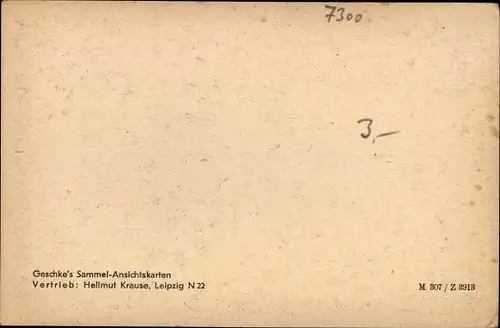 7300
3,-
Geschke's Sammel-Ansichtskarten
Vertrieb: Hellmut Krause, Leipzig N 22
M 307 / Z 3913